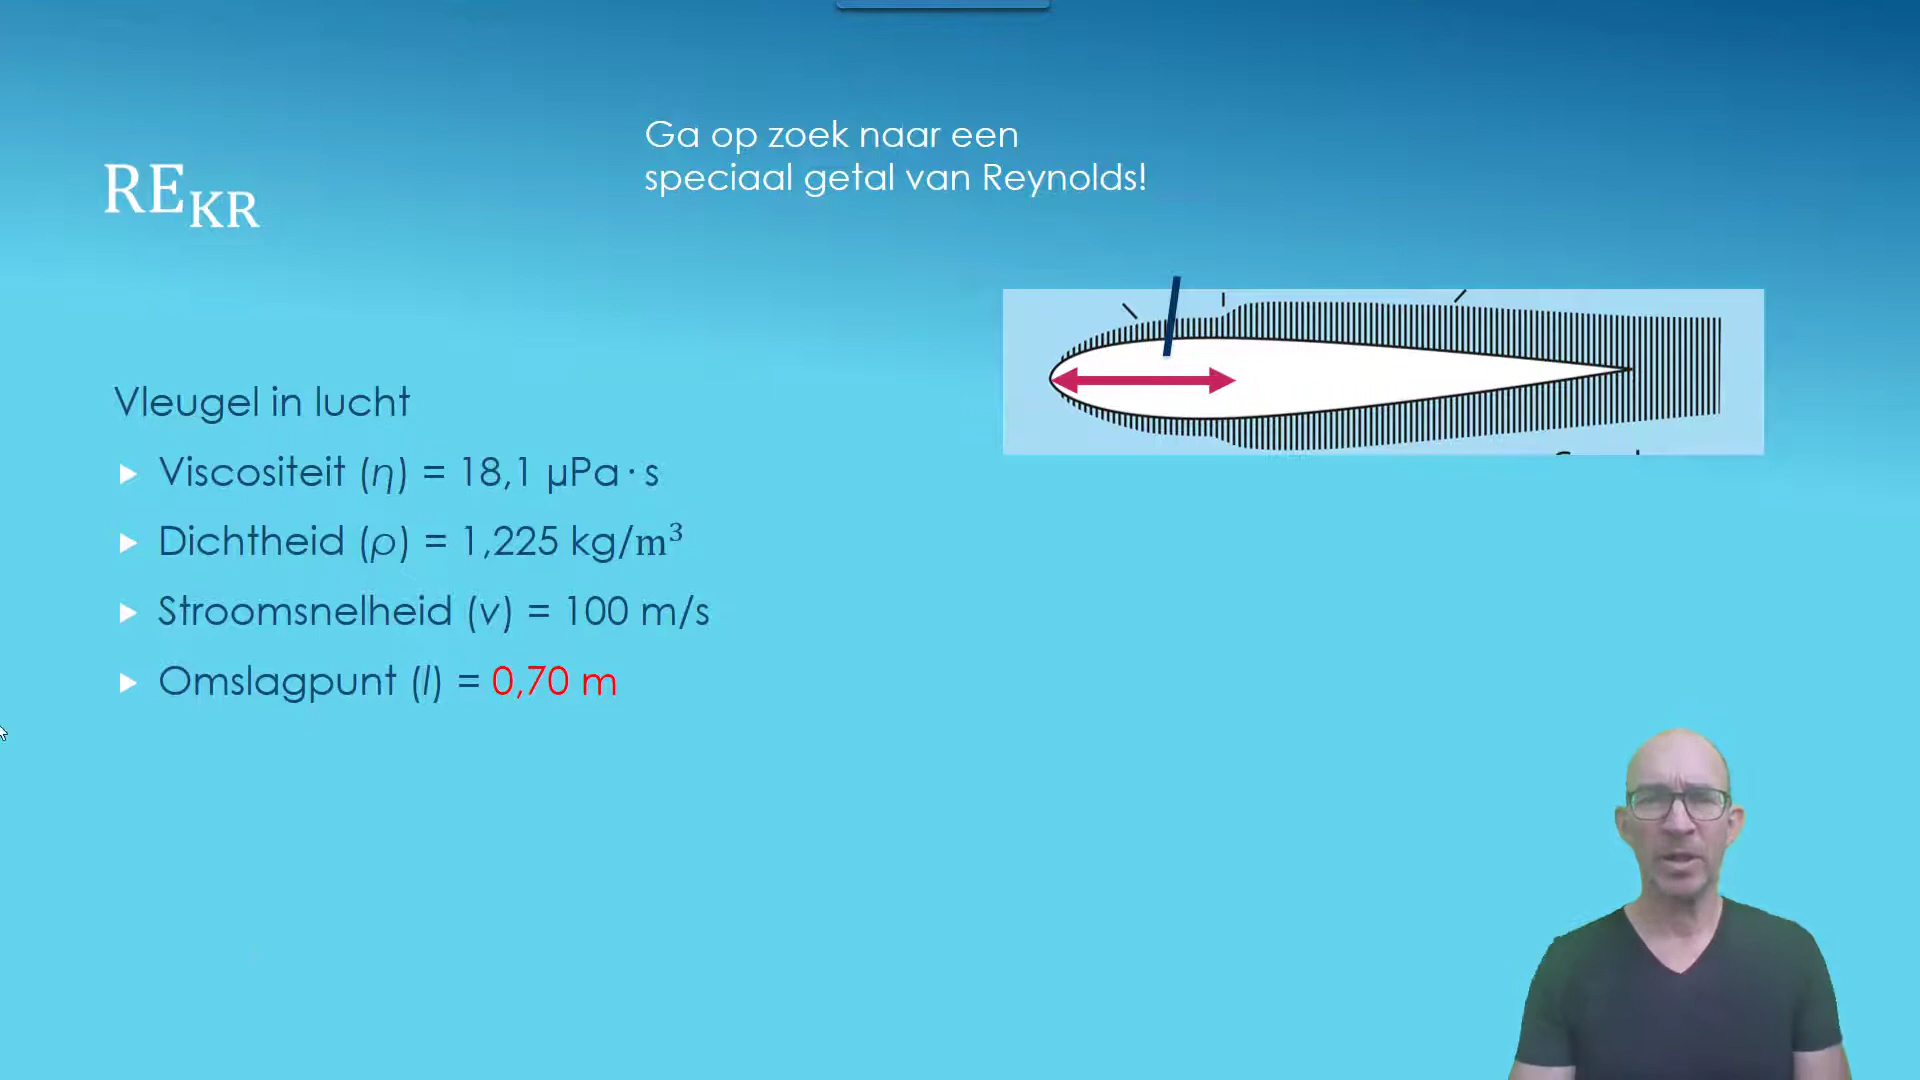 Ga op zoek naar een
speciaal getal van Reynolds!
RE_KR
Vleugel in lucht
Viscositeit (η) = 18,1 µPa·s
Dichtheid (ρ) = 1,225 kg/m³
Stroomsnelheid (v) = 100 m/s
Omslagpunt (l) = 0,70 m